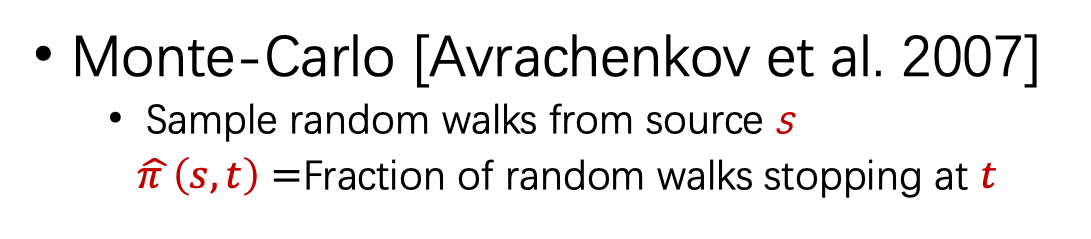 • Monte-Carlo [Avrachenkov et al. 2007]
• Sample random walks from source s
π̂ (s, t) =Fraction of random walks stopping at t